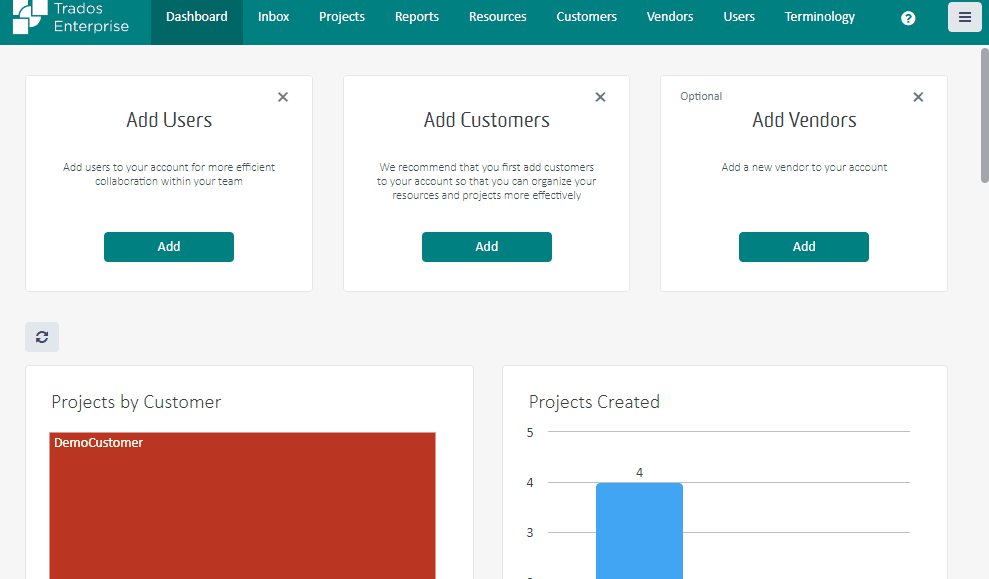 Trados
Enterprise
Dashboard Inbox Projects Reports Resources Customers Vendors Users Terminology ?
Add Users
Add users to your account for more efficient
collaboration within your team
Add
Add Customers
We recommend that you first add customers
to your account so that you can organize your
resources and projects more effectively
Add
Optional
Add Vendors
Add a new vendor to your account
Add
Projects by Customer
DemoCustomer
Projects Created
5
4
4
3